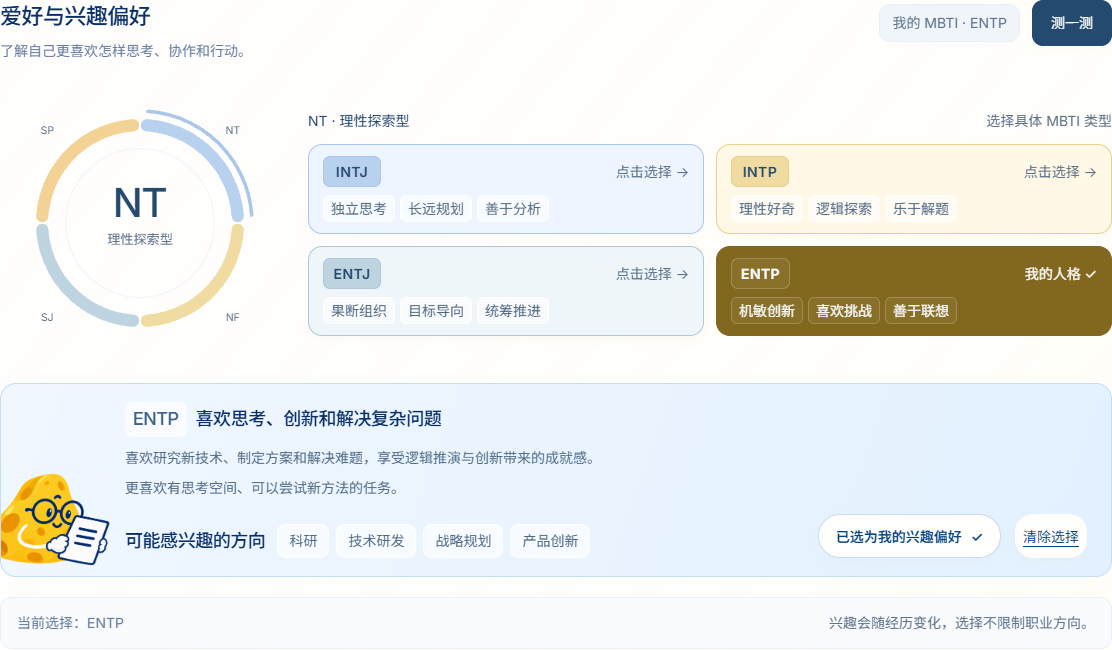 爱好与兴趣偏好
我的 MBTI · ENTP
测一测
了解自己更喜欢怎样思考、协作和行动。
SP
NT
NT
理性探索型
SJ
NF
NT · 理性探索型
选择具体 MBTI 类型
INTJ
点击选择 →
独立思考 长远规划 善于分析
INTP
点击选择 →
理性好奇 逻辑探索 乐于解题
ENTJ
点击选择 →
果断组织 目标导向 统筹推进
ENTP
我的人格 ✓
机敏创新 喜欢挑战 善于联想
ENTP 喜欢思考、创新和解决复杂问题
喜欢研究新技术、制定方案和解决难题，享受逻辑推演与创新带来的成就感。
更喜欢有思考空间、可以尝试新方法的任务。
可能感兴趣的方向 科研 技术研发 战略规划 产品创新
已选为我的兴趣偏好 ✓
清除选择
当前选择：ENTP
兴趣会随经历变化，选择不限制职业方向。